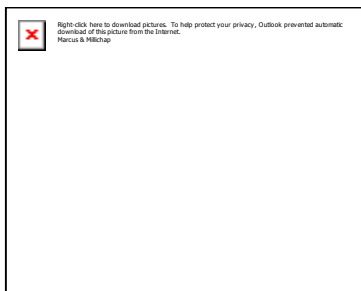 Right-click here to download pictures. To help protect your privacy, Outlook prevented automatic
download of this picture from the Internet.
Marcus & Millichap